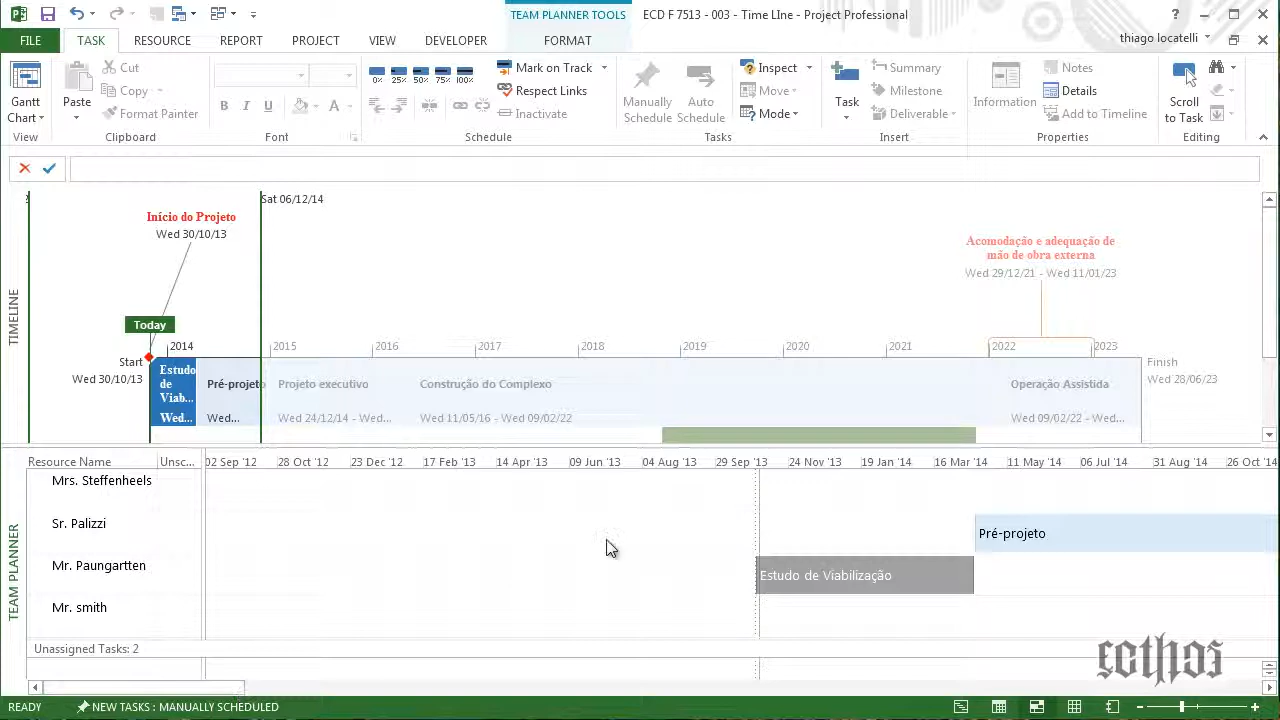 TEAM PLANNER TOOLS
ECD F 7513 - 003 - Time LIne - Project Professional
FILE
TASK
RESOURCE
REPORT
PROJECT
VIEW
DEVELOPER
FORMAT
thiago locatelli
Gantt
Chart
View
Paste
Cut
Copy
Format Painter
Clipboard
B I U A
Font
0% 25% 50% 75% 100%
Mark on Track
Respect Links
Inactivate
Schedule
Manually
Schedule
Auto
Schedule
Inspect
Move
Mode
Tasks
Task
Summary
Milestone
Deliverable
Insert
Information
Notes
Details
Add to Timeline
Properties
Scroll
to Task
Editing
TIMELINE
Sat 06/12/14
Início do Projeto
Wed 30/10/13
Acomodação e adequação de
mão de obra externa
Wed 29/12/21 - Wed 11/01/23
Today
2014 2015 2016 2017 2018 2019 2020 2021 2022 2023
Start
Wed 30/10/13
Finish
Wed 28/06/23
Estudo
de
Viab...
Wed...
Pré-projeto
Wed...
Projeto executivo
Wed 24/12/14 - Wed...
Construção do Complexo
Wed 11/05/16 - Wed 09/02/22
Operação Assistida
Wed 09/02/22 - Wed...
TEAM PLANNER
Resource Name Unsc... 02 Sep '12 28 Oct '12 23 Dec '12 17 Feb '13 14 Apr '13 09 Jun '13 04 Aug '13 29 Sep '13 24 Nov '13 19 Jan '14 16 Mar '14 11 May '14 06 Jul '14 31 Aug '14 26 Oct '14
Mrs. Steffenheels
Sr. Palizzi
Pré-projeto
Mr. Paungartten
Estudo de Viabilização
Mr. smith
Unassigned Tasks: 2
ecthos
READY
NEW TASKS : MANUALLY SCHEDULED